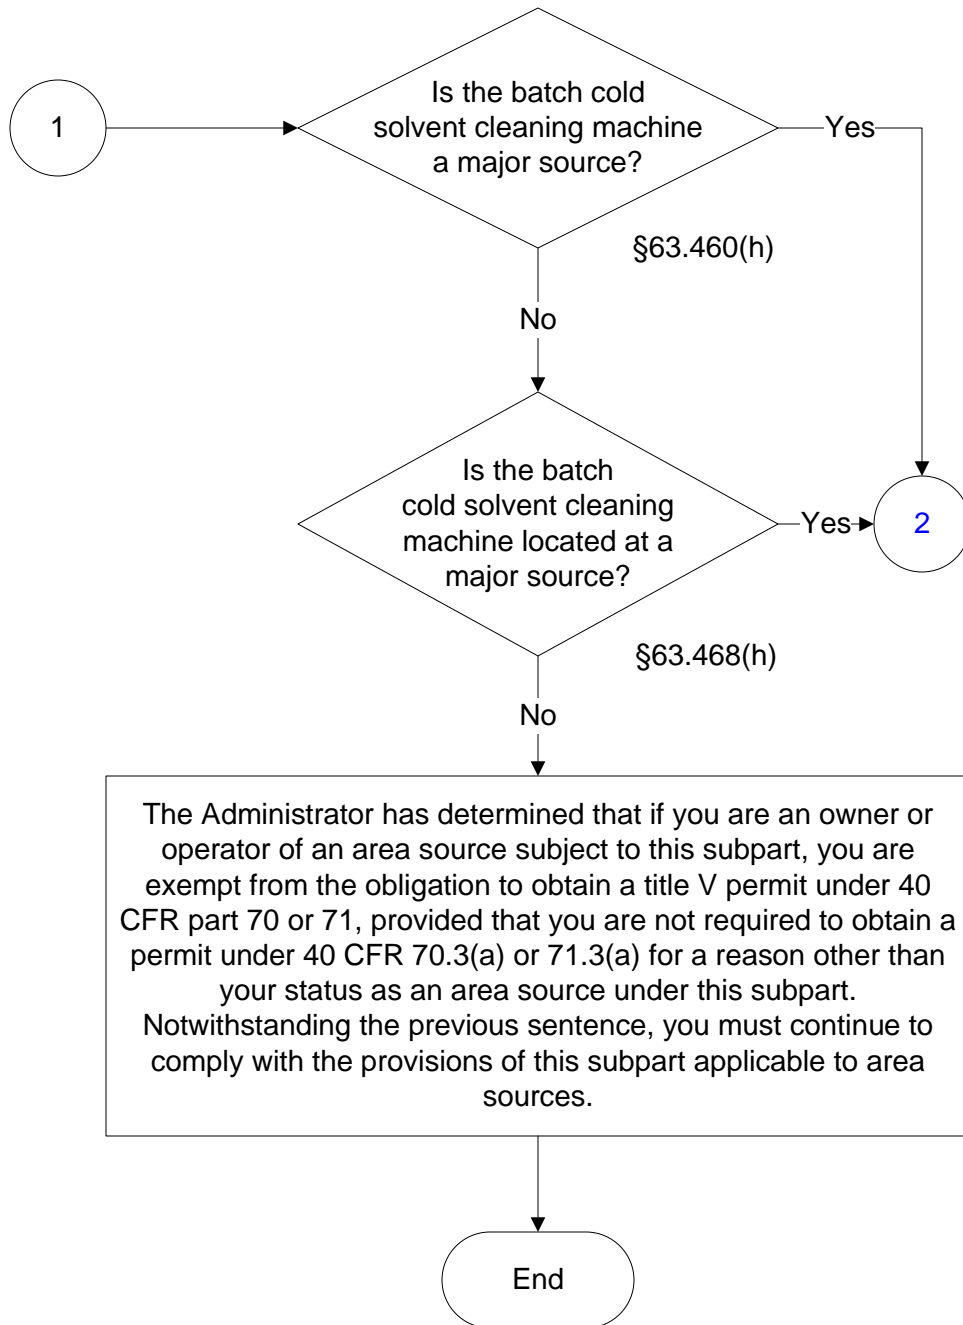 1
Is the batch cold
solvent cleaning machine
a major source?
Yes
§63.460(h)
No
Is the batch
cold solvent cleaning
machine located at a
major source?
Yes
2
§63.468(h)
No
The Administrator has determined that if you are an owner or
operator of an area source subject to this subpart, you are
exempt from the obligation to obtain a title V permit under 40
CFR part 70 or 71, provided that you are not required to obtain a
permit under 40 CFR 70.3(a) or 71.3(a) for a reason other than
your status as an area source under this subpart.
Notwithstanding the previous sentence, you must continue to
comply with the provisions of this subpart applicable to area
sources.
End